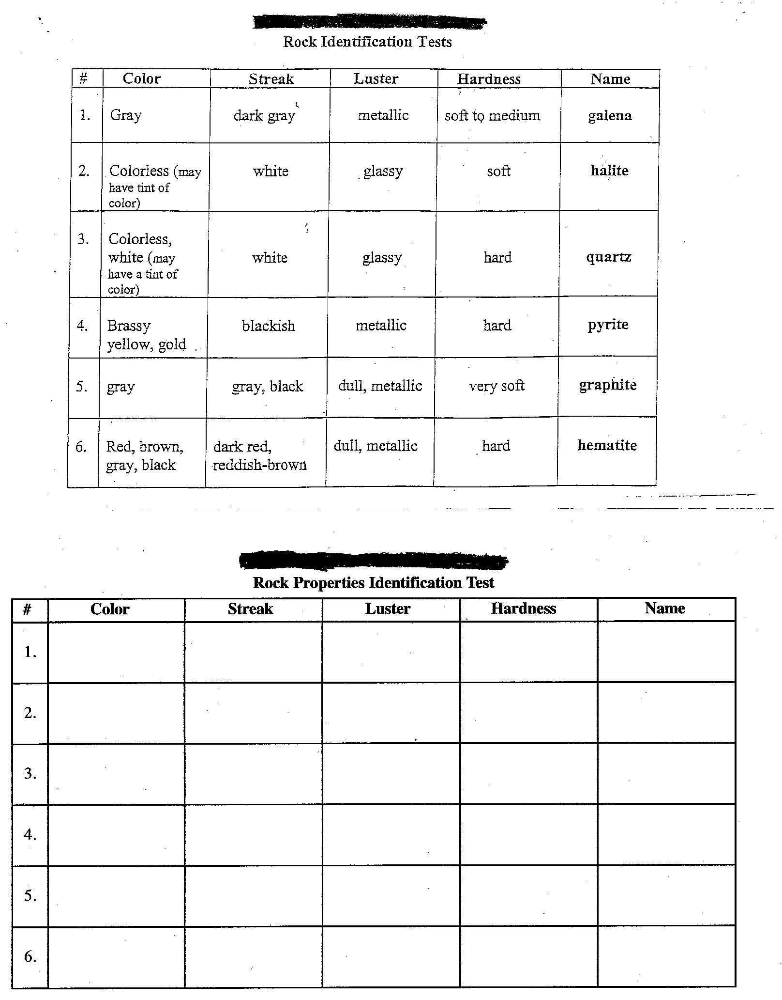 Rock Identification Tests
# Color Streak Luster Hardness Name
1. Gray dark gray metallic soft to medium galena
2. Colorless (may white glassy soft halite
have tint of
color)
3. Colorless,
white (may white glassy hard quartz
have a tint of
color)
4. Brassy blackish metallic hard pyrite
yellow, gold
5. gray gray, black dull, metallic very soft graphite
6. Red, brown, dark red, dull, metallic hard hematite
gray, black reddish-brown
Rock Properties Identification Test
# Color Streak Luster Hardness Name
1.
2.
3.
4.
5.
6.